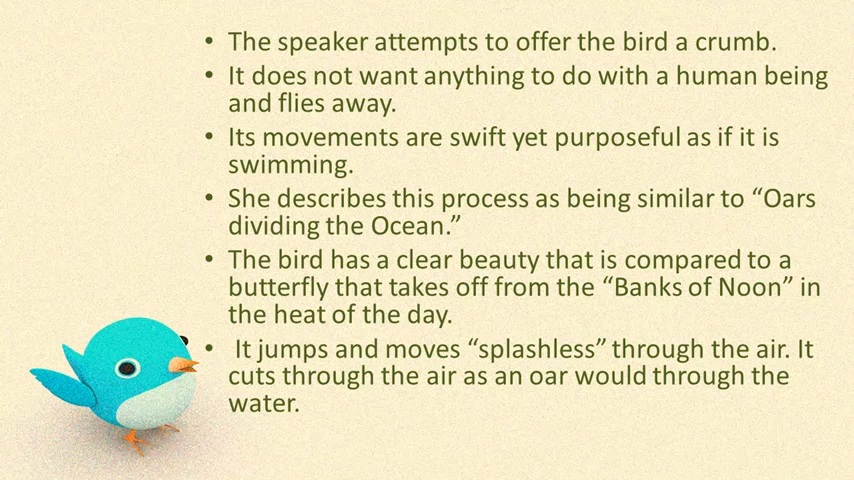 • The speaker attempts to offer the bird a crumb.
• It does not want anything to do with a human being
and flies away.
• Its movements are swift yet purposeful as if it is
swimming.
• She describes this process as being similar to “Oars
dividing the Ocean.”
• The bird has a clear beauty that is compared to a
butterfly that takes off from the “Banks of Noon” in
the heat of the day.
• It jumps and moves “splashless” through the air. It
cuts through the air as an oar would through the
water.